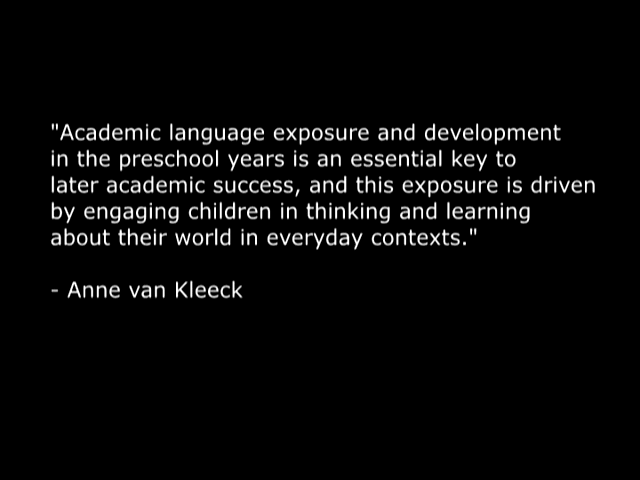 "Academic language exposure and development
in the preschool years is an essential key to
later academic success, and this exposure is driven
by engaging children in thinking and learning
about their world in everyday contexts."
- Anne van Kleeck